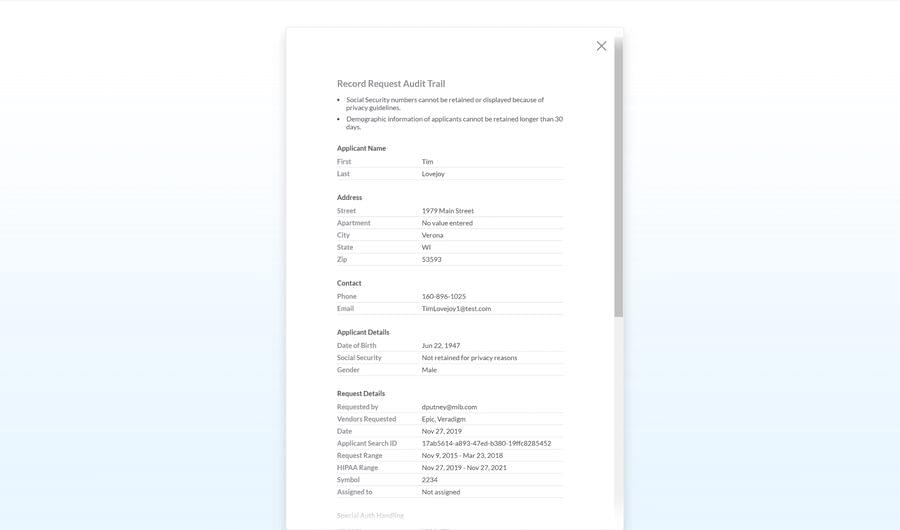 Record Request Audit Trail
• Social Security numbers cannot be retained or displayed because of
privacy guidelines.
• Demographic information of applicants cannot be retained longer than 30
days.
Applicant Name
First Tim
Last Lovejoy
Address
Street 1979 Main Street
Apartment No value entered
City Verona
State WI
Zip 53593
Contact
Phone 160-896-1025
Email TimLovejoy1@test.com
Applicant Details
Date of Birth Jun 22, 1947
Social Security Not retained for privacy reasons
Gender Male
Request Details
Requested by dputney@mib.com
Vendors Requested Epic, Veradigm
Date Nov 27, 2019
Applicant Search ID 17ab5614-a893-47ed-b380-19ffc8285452
Request Range Nov 9, 2015 - Mar 23, 2018
HIPAA Range Nov 27, 2019 - Nov 27, 2021
Symbol 2234
Assigned to Not assigned
Special Auth Handling